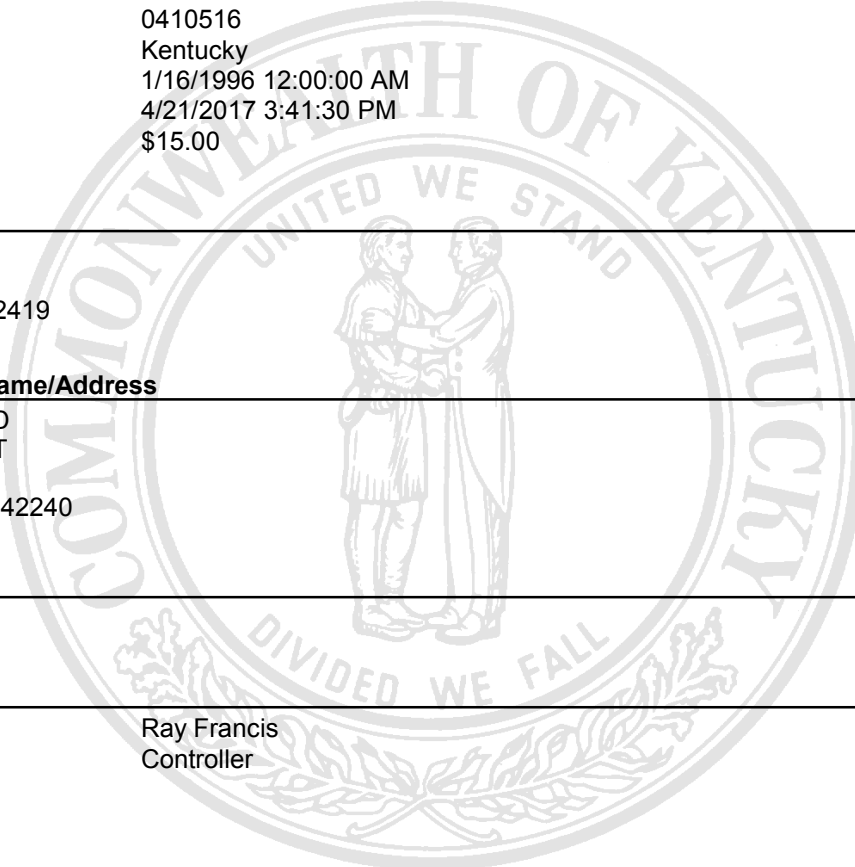 0410516
Kentucky
1/16/1996 12:00:00 AM
4/21/2017 3:41:30 PM
$15.00
COMMONWEALTH OF KENTUCKY
UNITED WE STAND
2419
ame/Address
42240
DIVIDED WE FALL
Ray Francis
Controller